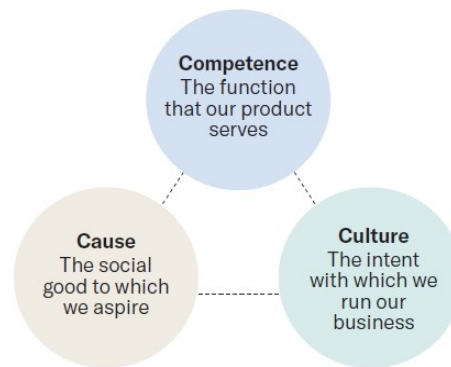 Competence
The function
that our product
serves
Cause
The social
good to which
we aspire
Culture
The intent
with which we
run our
business